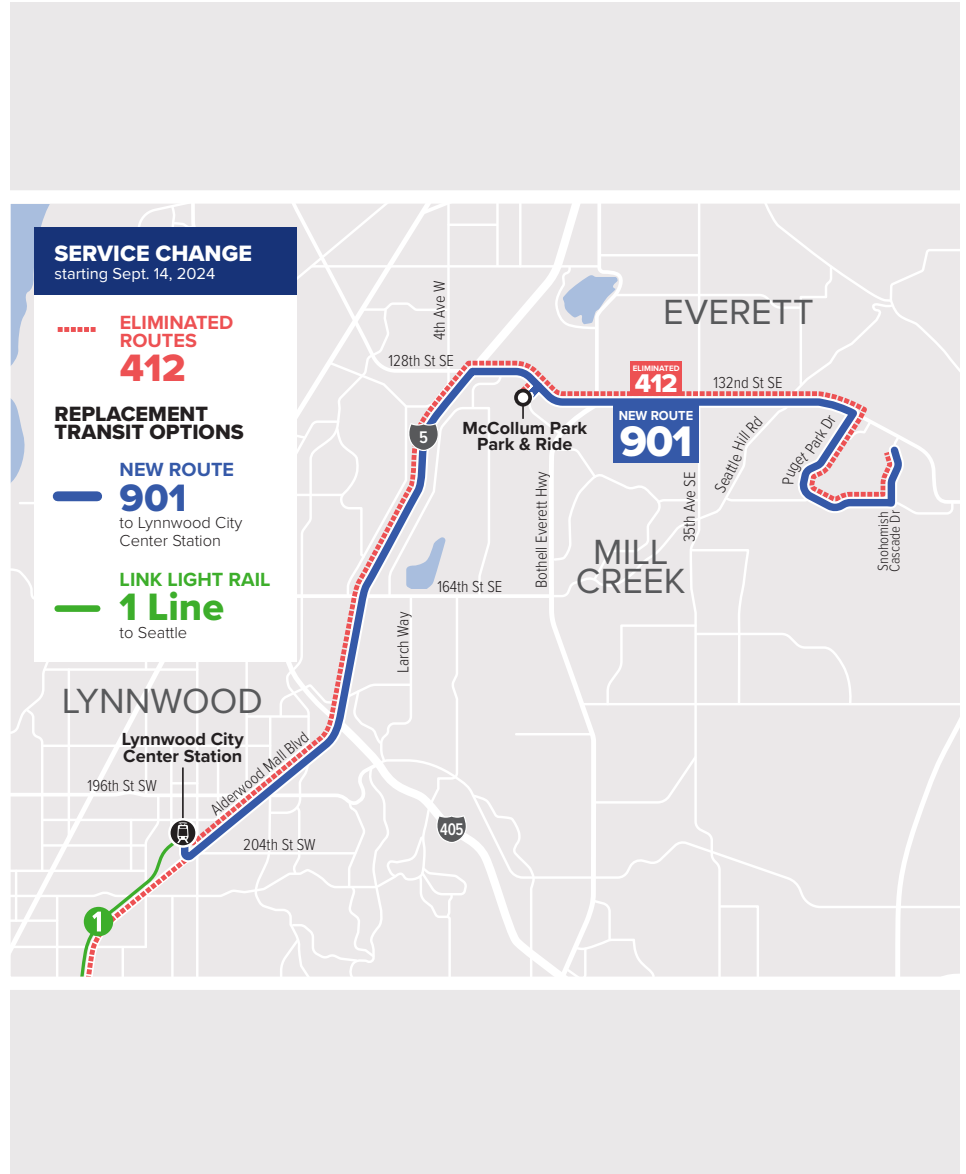 SERVICE CHANGE
starting Sept. 14, 2024
ELIMINATED
ROUTES
412
REPLACEMENT
TRANSIT OPTIONS
NEW ROUTE
901
to Lynnwood City
Center Station
LINK LIGHT RAIL
1 Line
to Seattle
4th Ave W
EVERETT
128th St SE
ELIMINATED
412
132nd St SE
NEW ROUTE
901
McCollum Park
Park & Ride
5
Seattle Hill Rd
Puget Park Dr
35th Ave SE
Bothell Everett Hwy
Snohomish
Cascade Dr
MILL
CREEK
164th St SE
Larch Way
LYNNWOOD
Lynnwood City
Center Station
Alderwood Mall Blvd
196th St SW
204th St SW
405
1